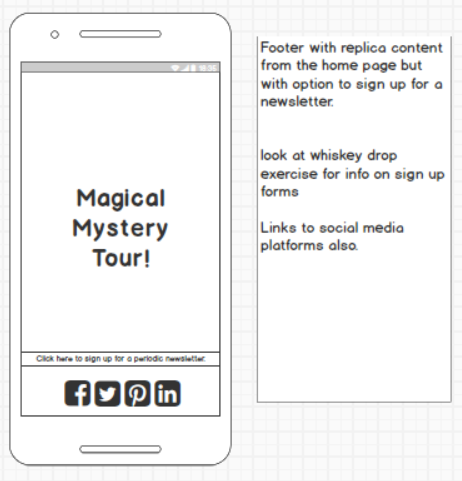 Magical
Mystery
Tour!
Click here to sign up for a periodic newsletter.
Footer with replica content
from the home page but
with option to sign up for a
newsletter.
look at whiskey drop
exercise for info on sign up
forms
Links to social media
platforms also.